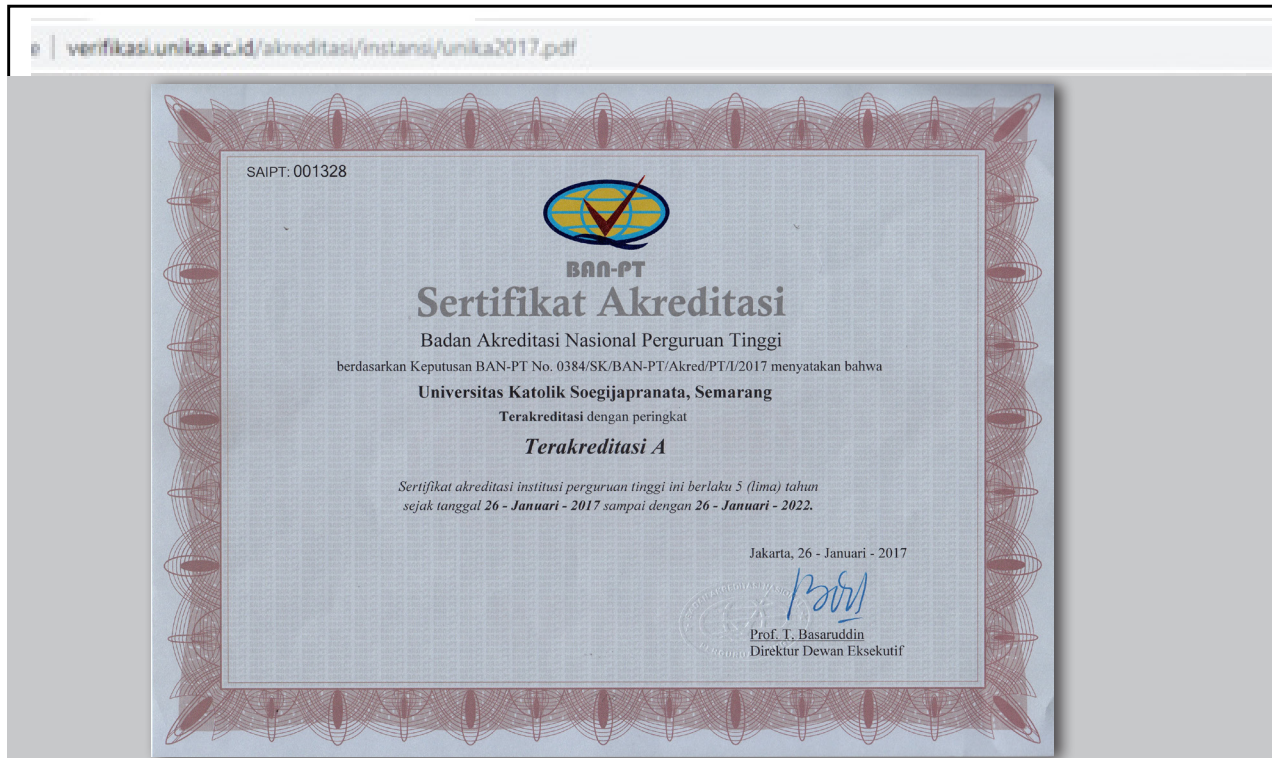 verifikasi.unika.ac.id/akreditasi/instansi/unika2017.pdf
SAIPT: 001328
BAN-PT
Sertifikat Akreditasi
Badan Akreditasi Nasional Perguruan Tinggi
berdasarkan Keputusan BAN-PT No. 0384/SK/BAN-PT/Akred/PT/I/2017 menyatakan bahwa
Universitas Katolik Soegijapranata, Semarang
Terakreditasi dengan peringkat
Terakreditasi A
Sertifikat akreditasi institusi perguruan tinggi ini berlaku 5 (lima) tahun
sejak tanggal 26 - Januari - 2017 sampai dengan 26 - Januari - 2022.
Jakarta, 26 - Januari - 2017
Prof. T. Basaruddin
Direktur Dewan Eksekutif